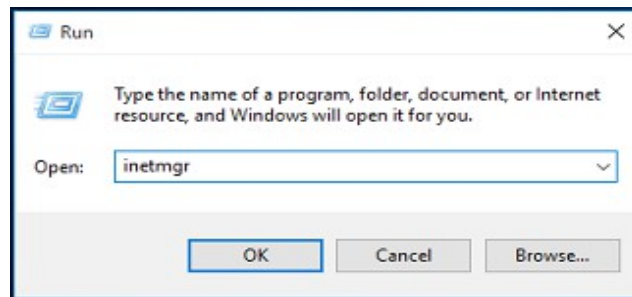 Run
Type the name of a program, folder, document, or Internet
resource, and Windows will open it for you.
Open: inetmgr
OK Cancel Browse...